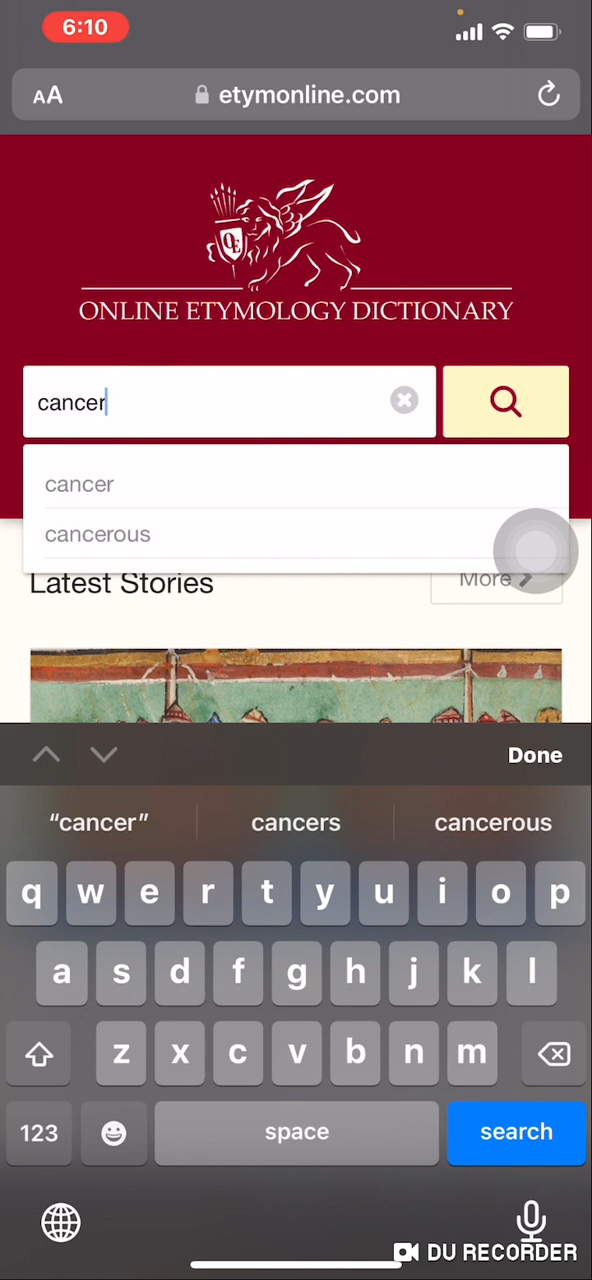 6:10
AA etymonline.com
OE
ONLINE ETYMOLOGY DICTIONARY
cancer
cancer
cancerous
Latest Stories
More
Done
“cancer” cancers cancerous
q w e r t y u i o p
a s d f g h j k l
z x c v b n m
123 space search
DU RECORDER